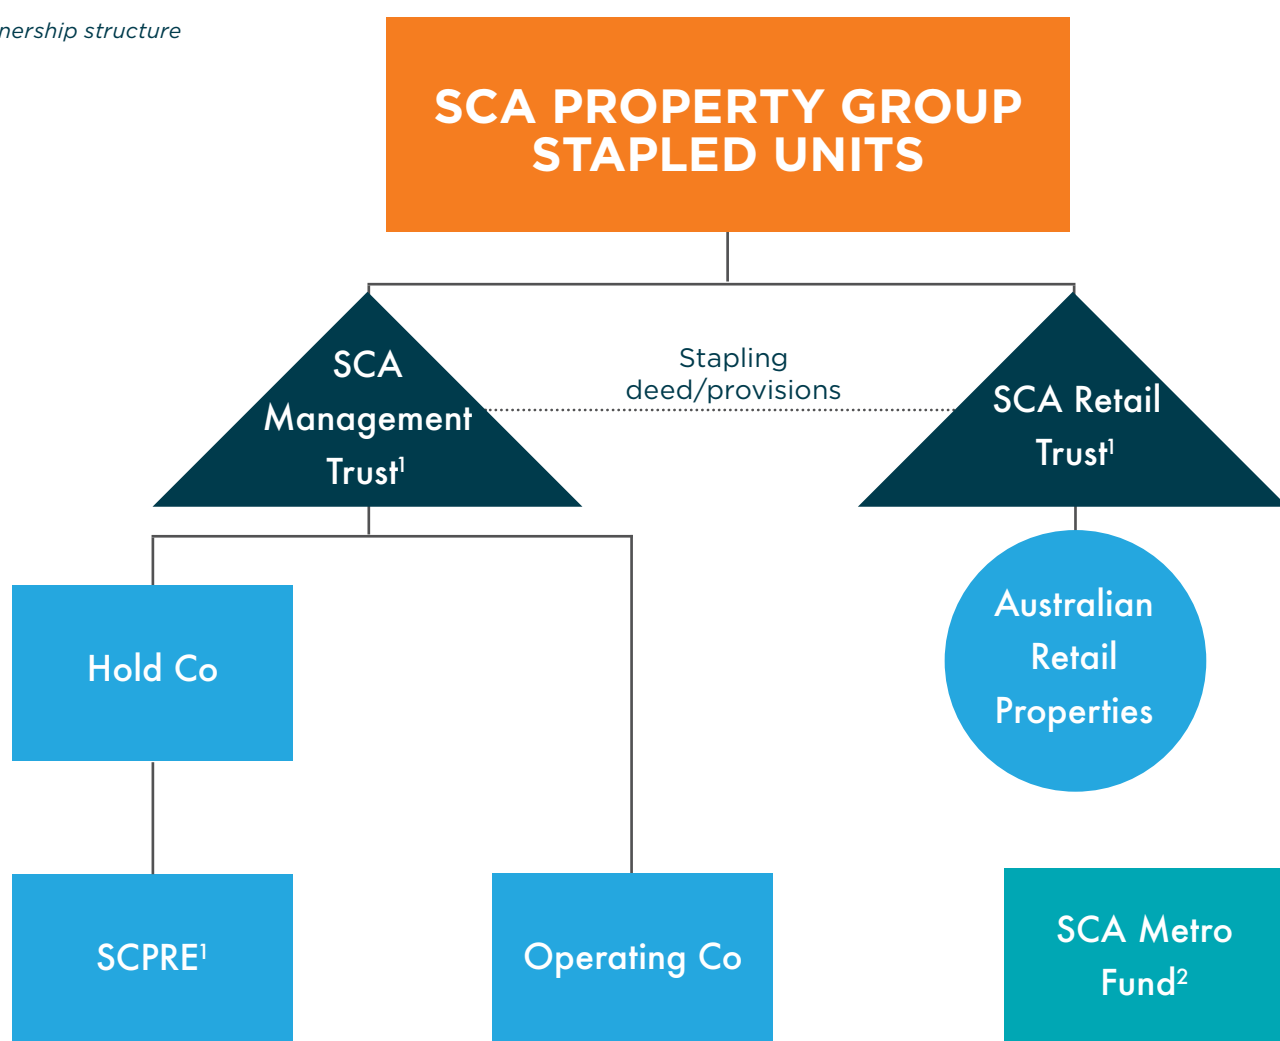 nership structure
SCA PROPERTY GROUP
STAPLED UNITS
SCA
Management
Trust¹
Stapling
deed/provisions
SCA Retail
Trust¹
Hold Co
Australian
Retail
Properties
SCPRE¹
Operating Co
SCA Metro
Fund²